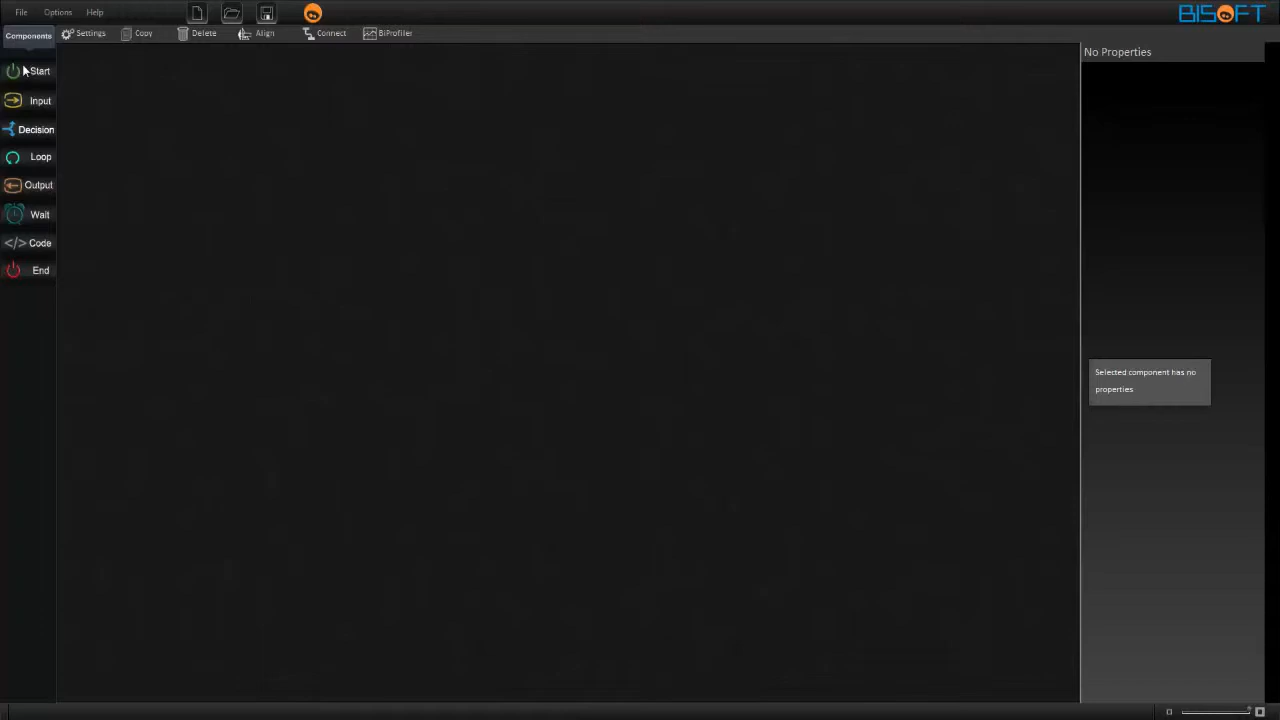 File Options Help BISOFT
Components Settings Copy Delete Align Connect BiProfiler
No Properties
Start
Input
Decision
Loop
Output
Wait
</> Code
End
Selected component has no
properties